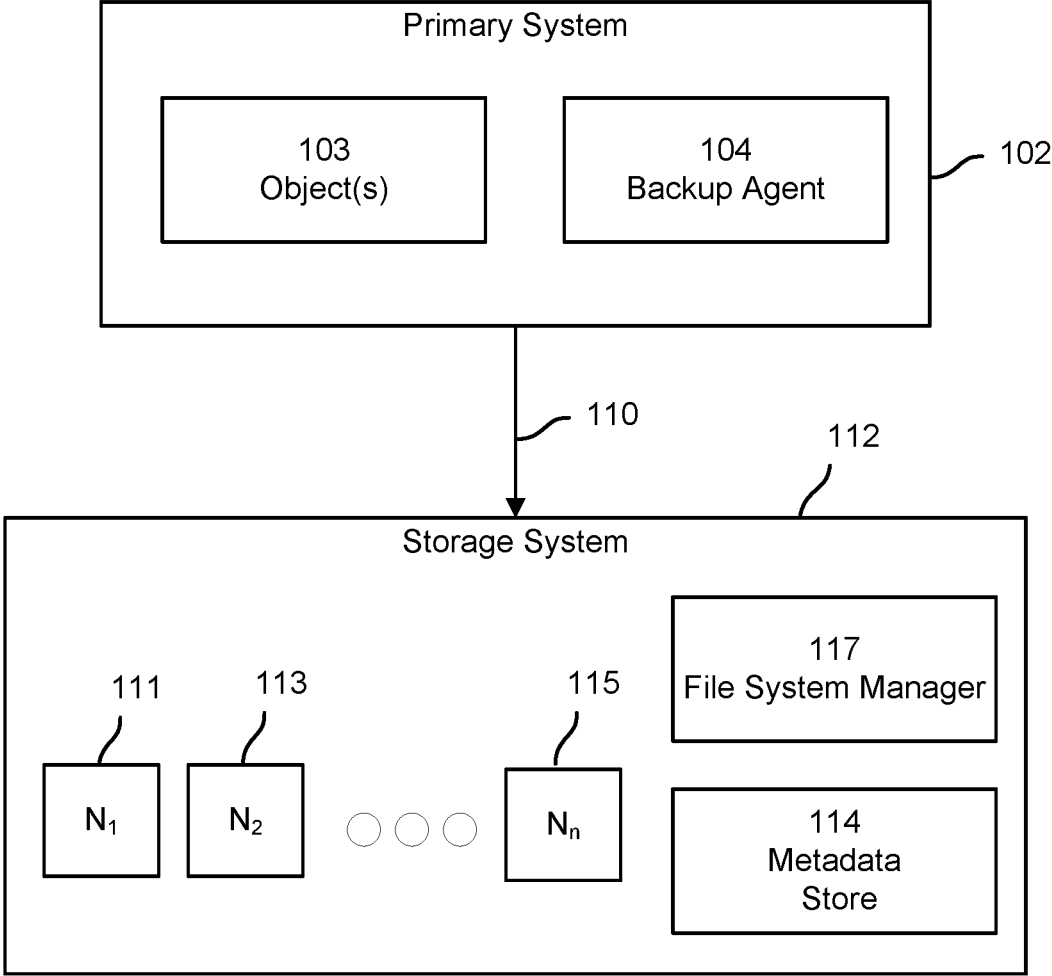 Primary System
103
Object(s)
104
Backup Agent
102
110
112
Storage System
117
File System Manager
111
113
115
N₁
N₂
Nₙ
114
Metadata
Store